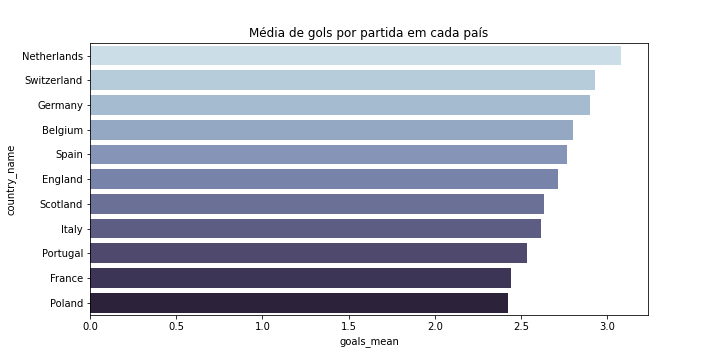 Média de gols por partida em cada país
Netherlands
Switzerland
Germany
Belgium
Spain
England
Scotland
Italy
Portugal
France
Poland
country_name
0.0 0.5 1.0 1.5 2.0 2.5 3.0
goals_mean